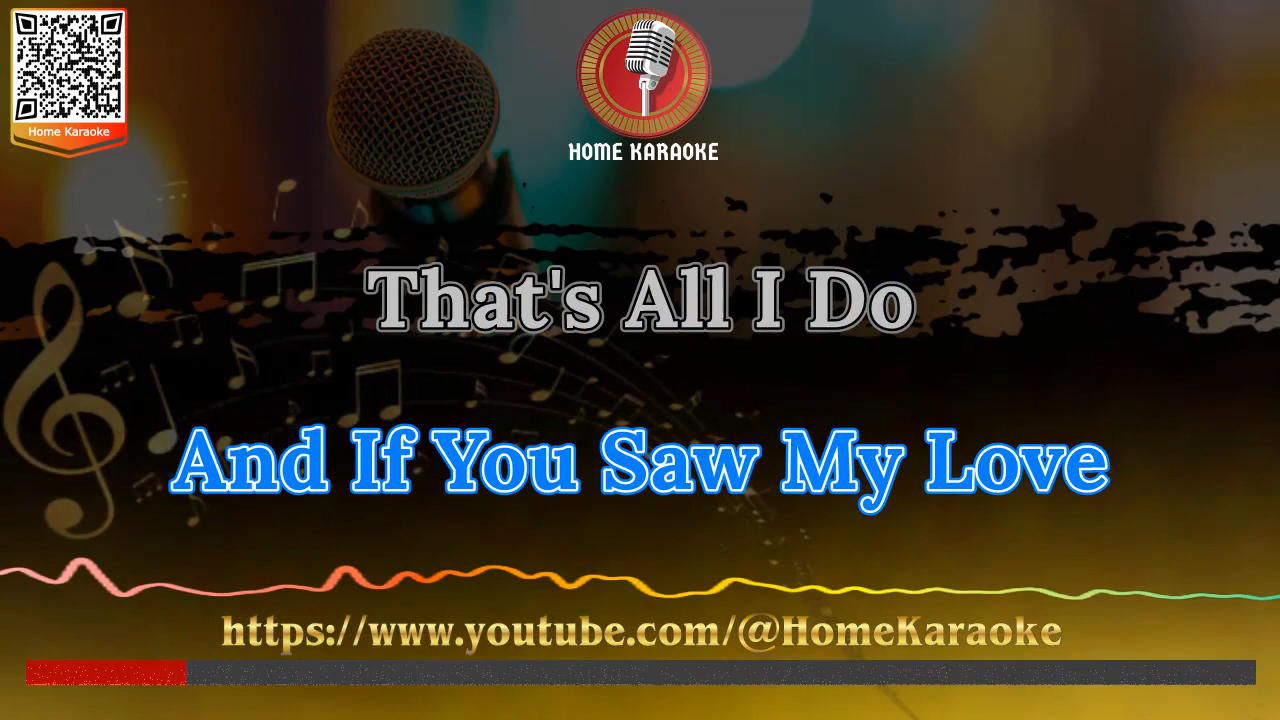 Home Karaoke
HOME KARAOKE
That's All I Do
And If You Saw My Love
https://www.youtube.com/@HomeKaraoke